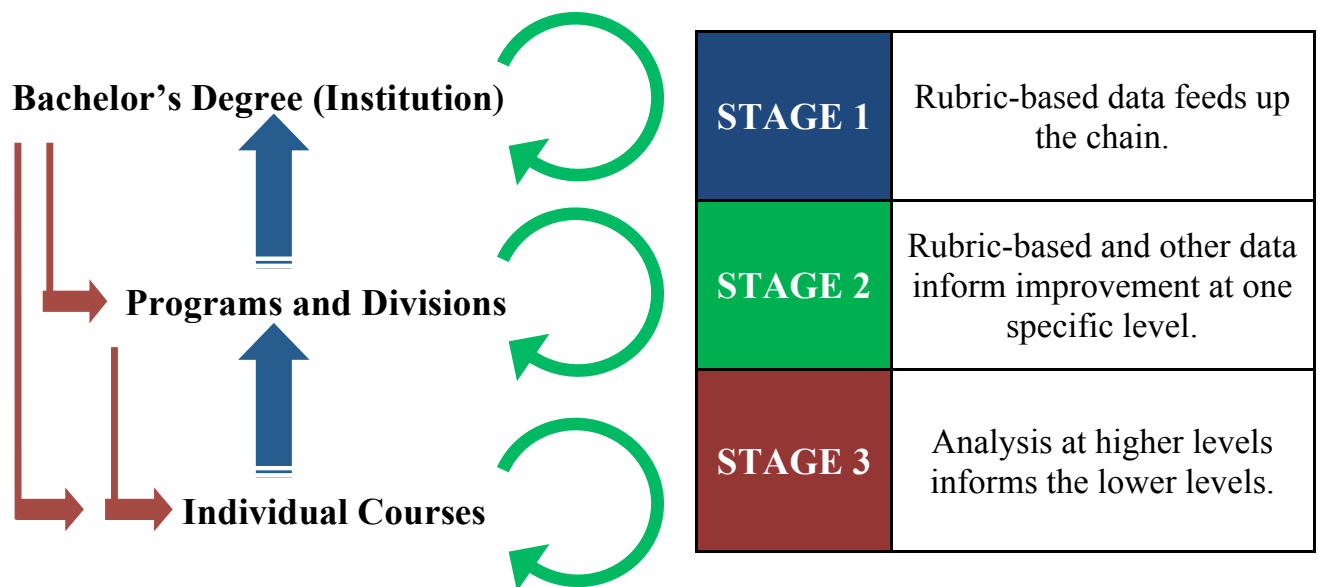 Bachelor’s Degree (Institution)
Programs and Divisions
Individual Courses
STAGE 1
Rubric-based data feeds up
the chain.
STAGE 2
Rubric-based and other data
inform improvement at one
specific level.
STAGE 3
Analysis at higher levels
informs the lower levels.